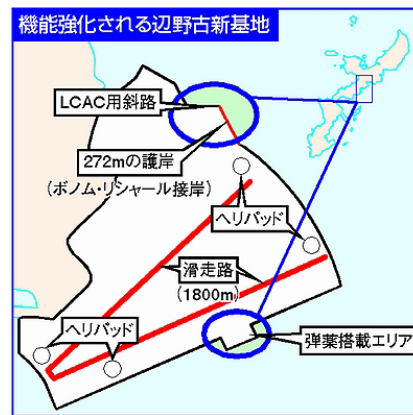 機能強化される辺野古新基地
LCAC用斜路
272mの護岸
(ボノム・リシャール接岸)
ヘリパッド
滑走路
(1800m)
ヘリパッド
弾薬搭載エリア